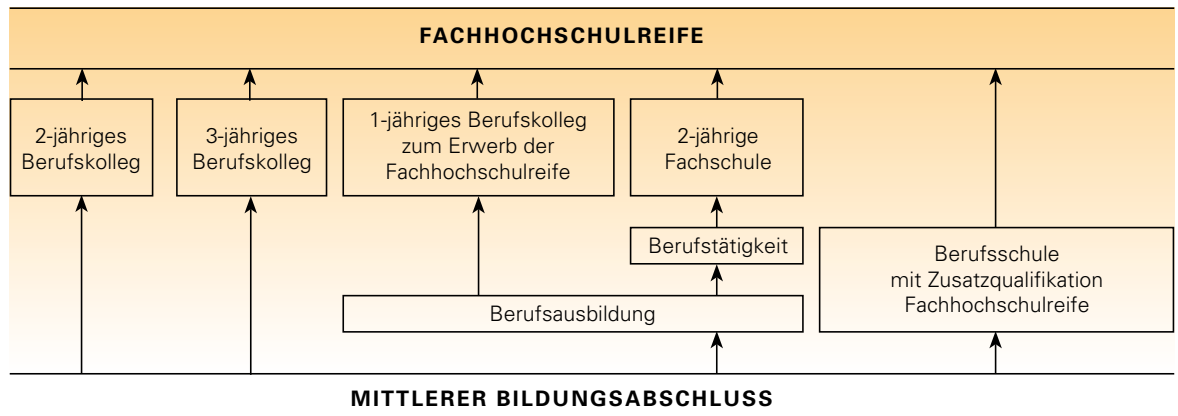 FACHHOCHSCHULREIFE
2-jähriges
Berufskolleg
3-jähriges
Berufskolleg
1-jähriges Berufskolleg
zum Erwerb der
Fachhochschulreife
2-jährige
Fachschule
Berufstätigkeit
Berufsausbildung
Berufsschule
mit Zusatzqualifikation
Fachhochschulreife
MITTLERER BILDUNGSABSCHLUSS